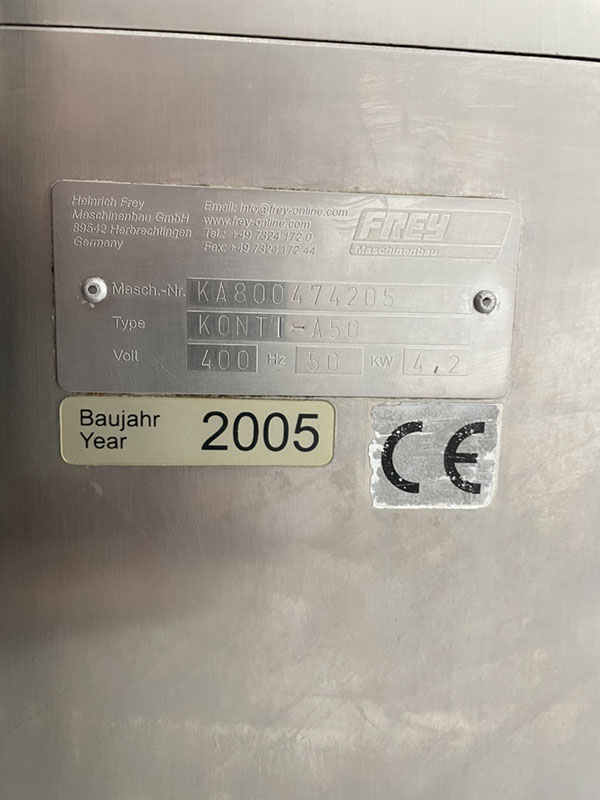 Heinrich Frey
Maschinenbau GmbH
89542 Herbrechtingen
Germany
Email: info@frey-online.com
www.frey-online.com
Tel.: +49 7324 172 0
Fax: +49 7324 172 44
FREY
Maschinenbau
Masch.-Nr. KA800474205
Type KONTI-A50
Volt 400 Hz 50 KW 4,2
Baujahr
Year
2005
CE